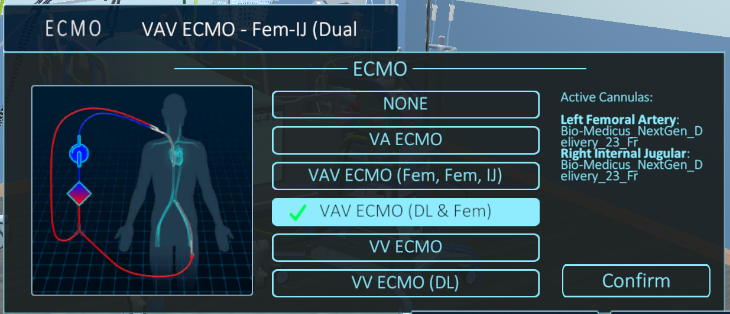 ECMO VAV ECMO - Fem-IJ (Dual
ECMO
NONE
VA ECMO
VAV ECMO (Fem, Fem, IJ)
VAV ECMO (DL & Fem)
VV ECMO
VV ECMO (DL)
Active Cannulas:
Left Femoral Artery:
Bio-Medicus_NextGen_D
elivery_23_Fr
Right Internal Jugular:
Bio-Medicus_NextGen_D
elivery_23_Fr
Confirm